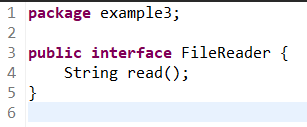 1 package example3;
2
3 public interface FileReader {
4     String read();
5 }
6